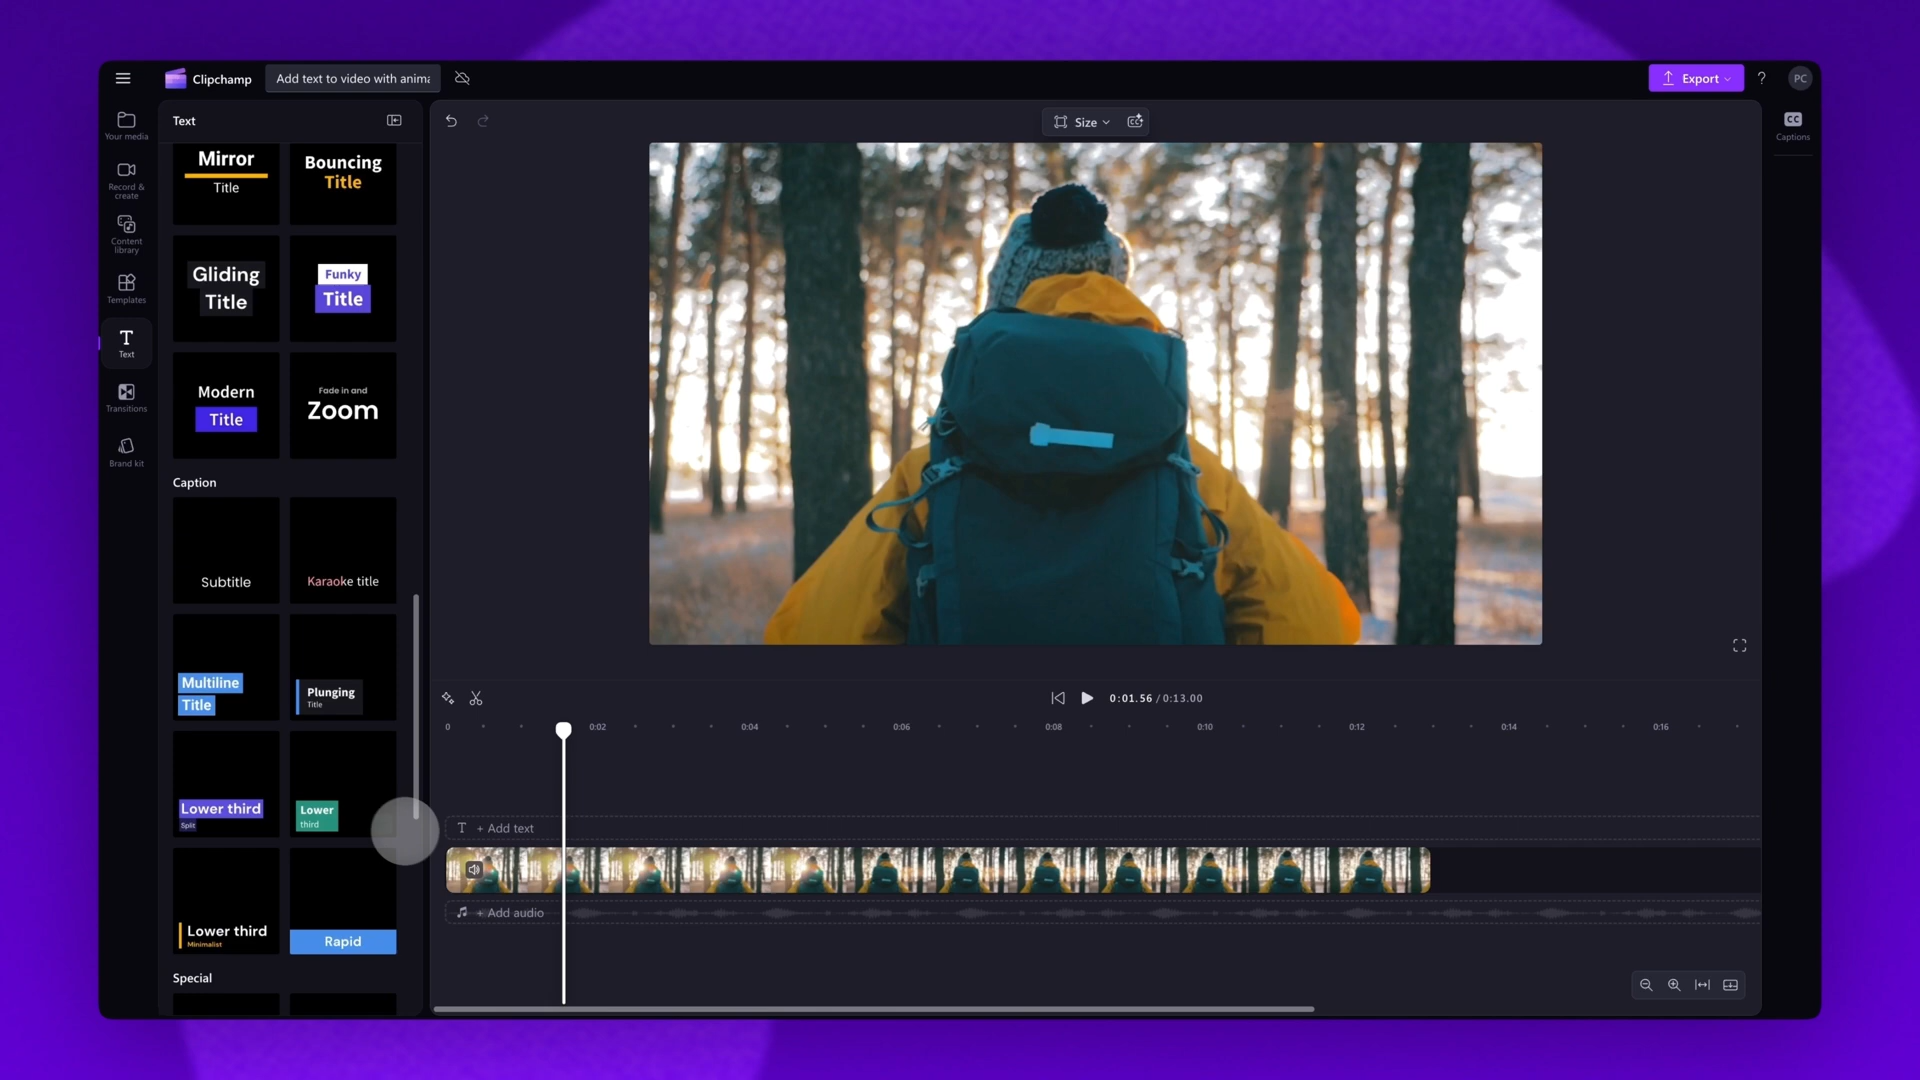 Clipchamp
Add text to video with anima
Export
?
PC
Your media
Record &
create
Content
library
Templates
T
Text
Transitions
Brand kit
Text
Mirror
Title
Bouncing
Title
Gliding
Title
Funky
Title
Modern
Title
Fade in and
Zoom
Caption
Subtitle
Karaoke title
Multiline
Title
Plunging
Title
Lower third
Split
Lower
third
Lower third
Minimalist
Rapid
Special
Size
CC
CC
Captions
0:01.56 / 0:13.00
0
0:02
0:04
0:06
0:08
0:10
0:12
0:14
0:16
T + Add text
+ Add audio